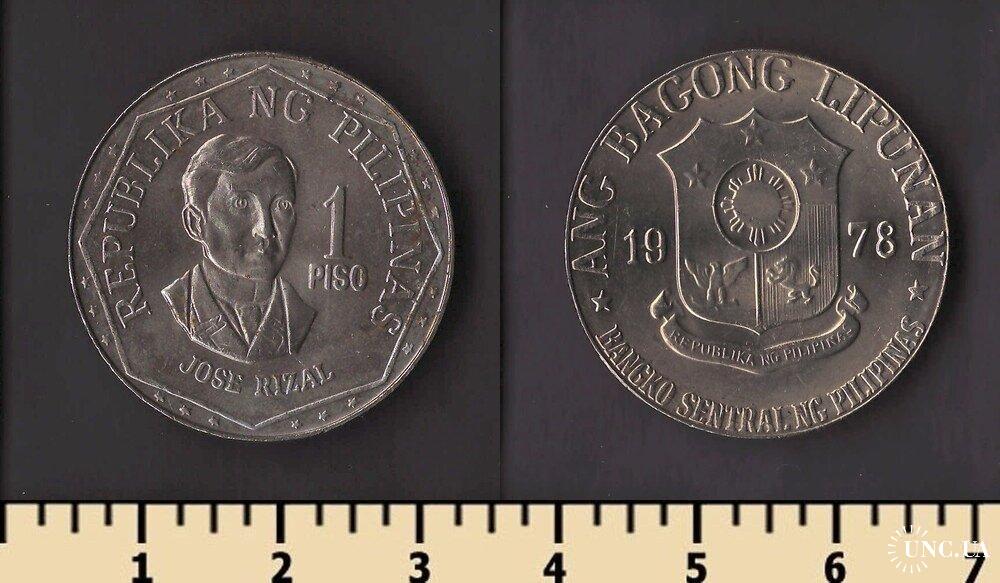 REPUBLIKA NG PILIPINAS
1
PISO
JOSE RIZAL
ANG BAGONG LIPUNAN
19 78
REPUBLIKA NG PILIPINAS
BANGKO SENTRAL NG PILIPINAS
1 2 3 4 5 6 7
UNC.UA